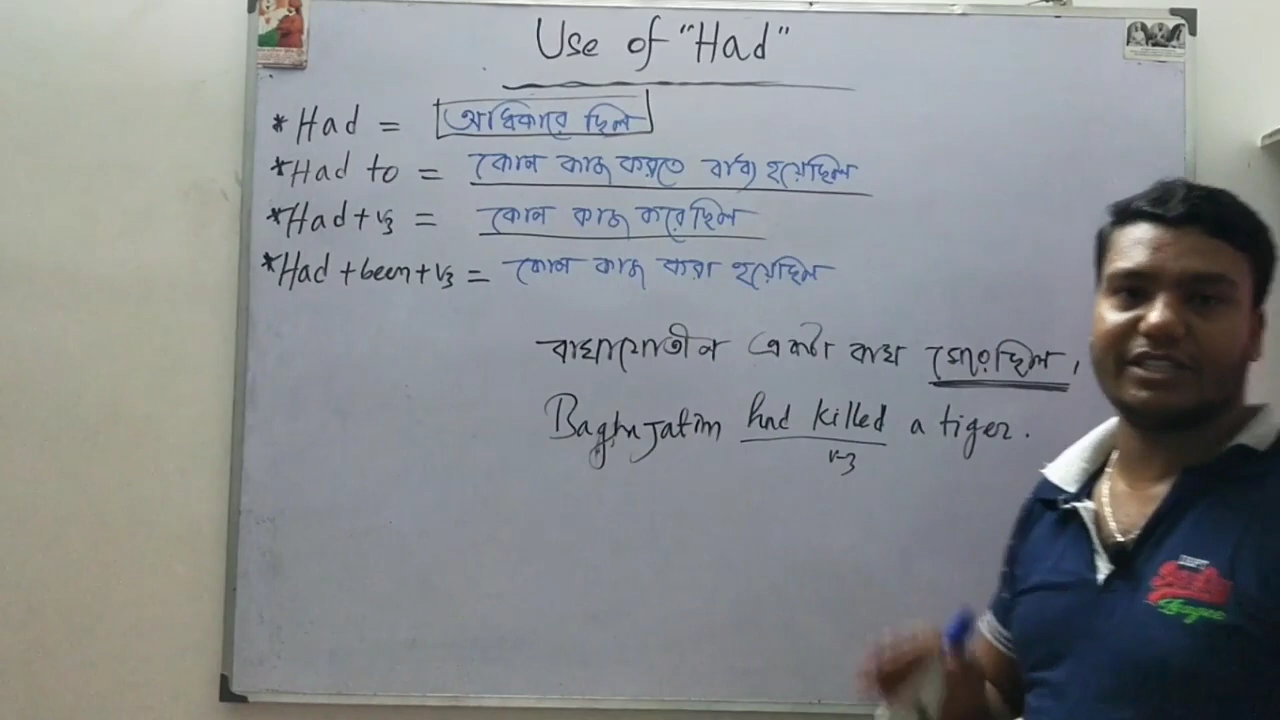 Use of "Had"
*Had = অধিকারে ছিল
*Had to = কোন কাজ করতে বাধ্য হয়েছিল
*Had+v3 = কোন কাজ করেছিল
*Had+been+v3 = কোন কাজ করা হয়েছিল
বাঘাযতীন একটা বাঘ মেরেছিল।
Baghajatin had killed a tiger.
v3